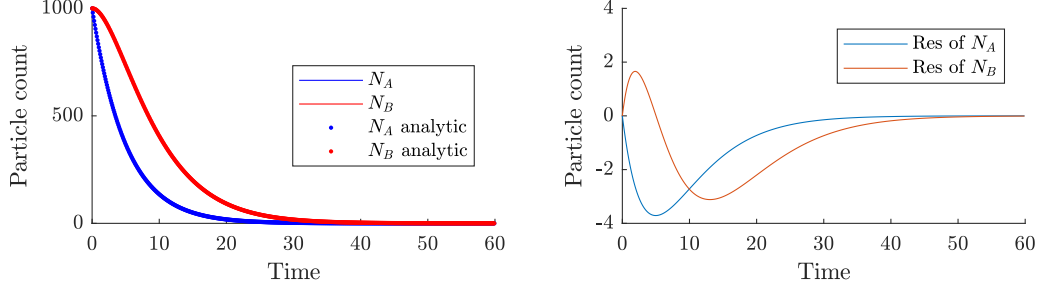 1000
500
0
0 10 20 30 40 50 60
Particle count
Time
N_A
N_B
N_A analytic
N_B analytic
4
2
0
-2
-4
0 10 20 30 40 50 60
Particle count
Time
Res of N_A
Res of N_B